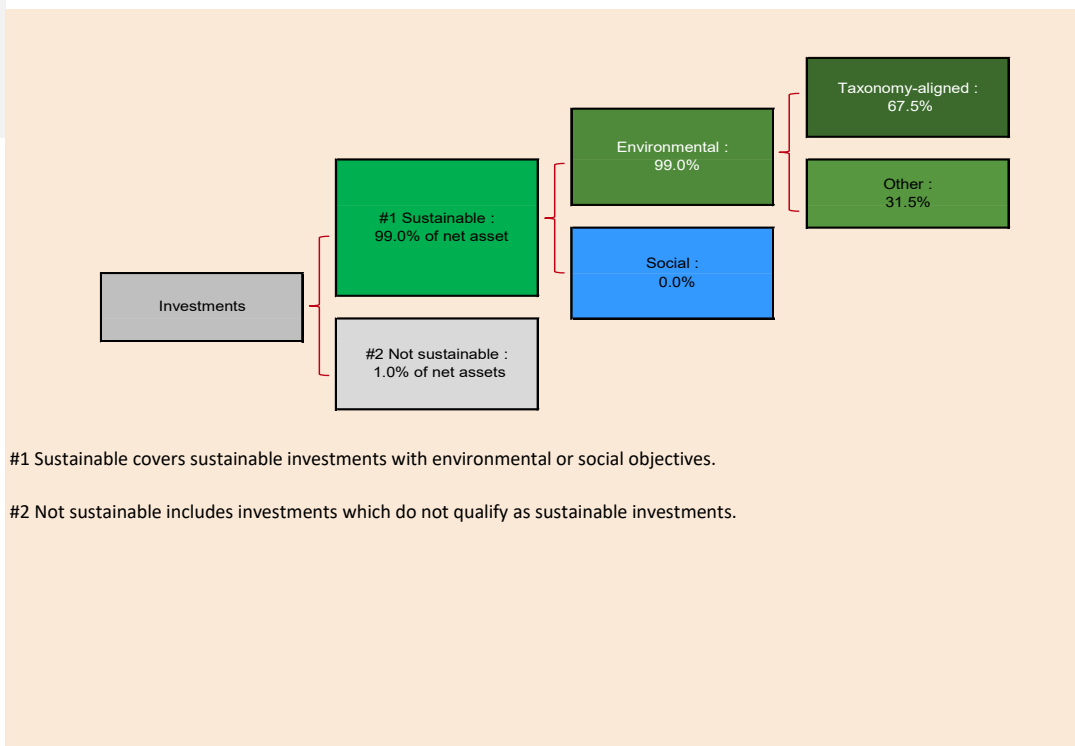 Taxonomy-aligned :
67.5%
Environmental :
99.0%
Other :
31.5%
#1 Sustainable :
99.0% of net asset
Social :
0.0%
Investments
#2 Not sustainable :
1.0% of net assets
#1 Sustainable covers sustainable investments with environmental or social objectives.
#2 Not sustainable includes investments which do not qualify as sustainable investments.